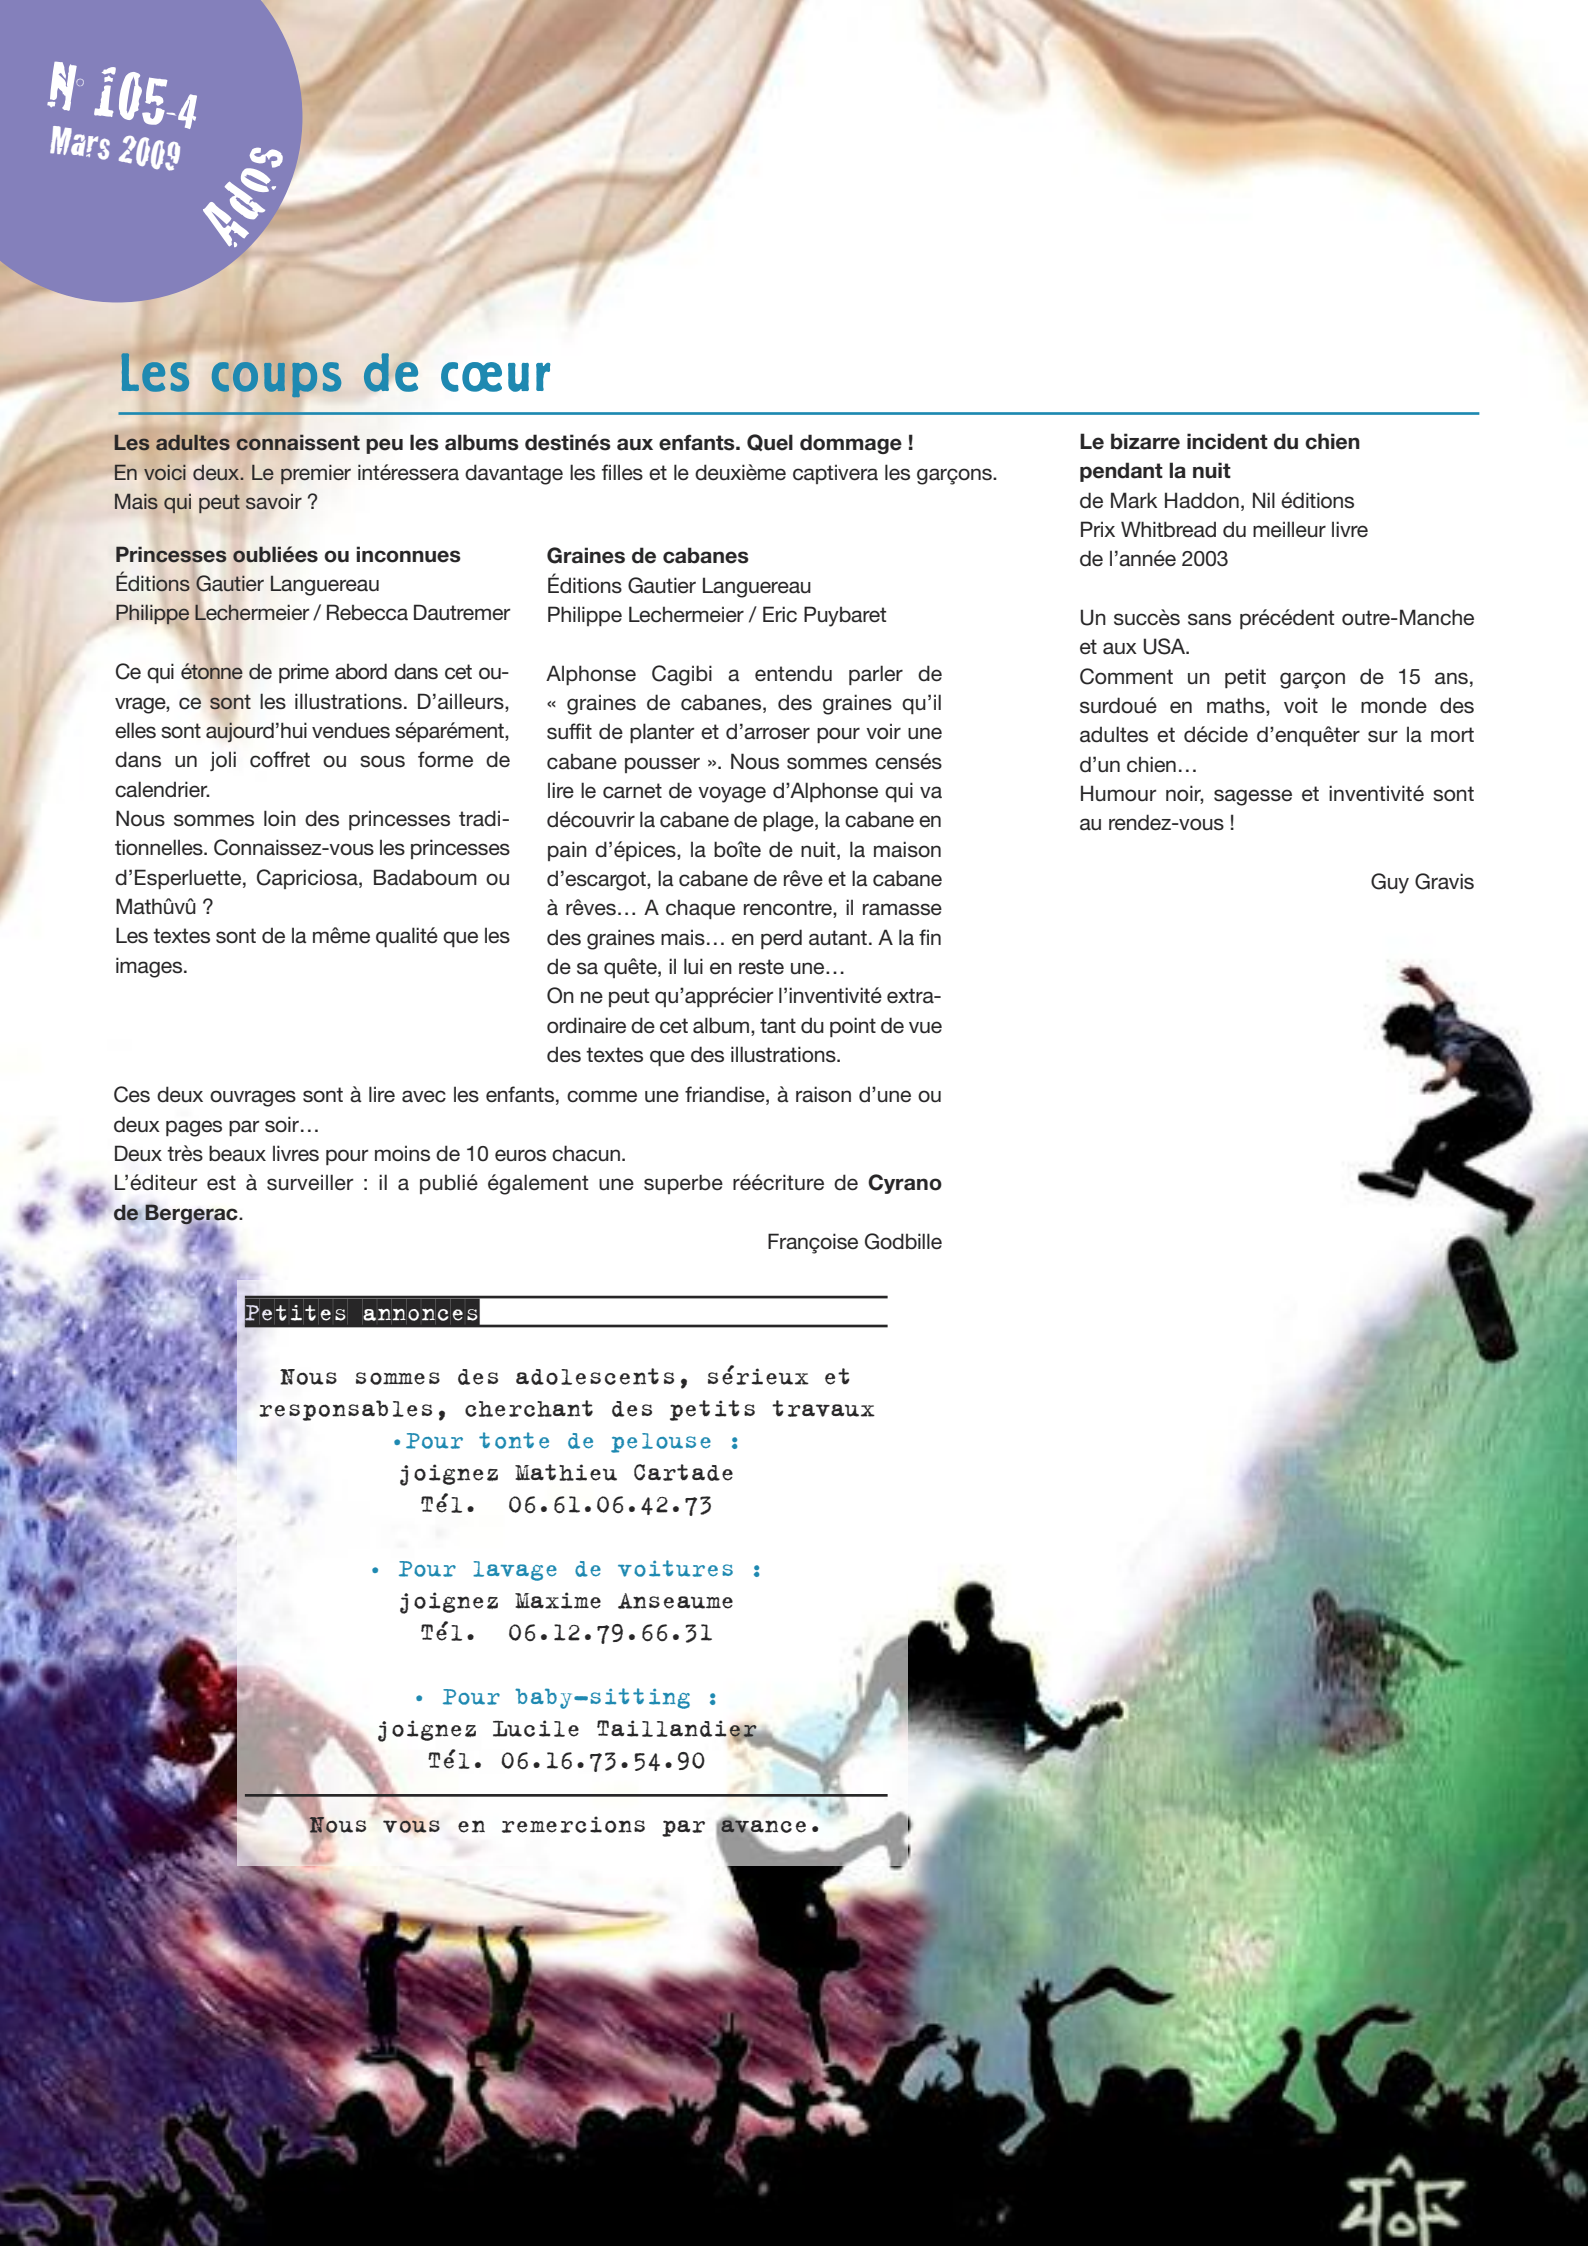 N° 105-4
Mars 2009
Ados
Les coups de cœur
Les adultes connaissent peu les albums destinés aux enfants. Quel dommage !
En voici deux. Le premier intéressera davantage les filles et le deuxième captivera les garçons.
Mais qui peut savoir ?
Princesses oubliées ou inconnues
Éditions Gautier Languereau
Philippe Lechermeier / Rebecca Dautremer
Ce qui étonne de prime abord dans cet ou-
vrage, ce sont les illustrations. D'ailleurs,
elles sont aujourd'hui vendues séparément,
dans un joli coffret ou sous forme de
calendrier.
Nous sommes loin des princesses tradi-
tionnelles. Connaissez-vous les princesses
d'Esperluette, Capriciosa, Badaboum ou
Mathûvû ?
Les textes sont de la même qualité que les
images.
Graines de cabanes
Éditions Gautier Languereau
Philippe Lechermeier / Eric Puybaret
Alphonse Cagibi a entendu parler de
« graines de cabanes, des graines qu'il
suffit de planter et d'arroser pour voir une
cabane pousser ». Nous sommes censés
lire le carnet de voyage d'Alphonse qui va
découvrir la cabane de plage, la cabane en
pain d'épices, la boîte de nuit, la maison
d'escargot, la cabane de rêve et la cabane
à rêves… A chaque rencontre, il ramasse
des graines mais… en perd autant. A la fin
de sa quête, il lui en reste une…
On ne peut qu'apprécier l'inventivité extra-
ordinaire de cet album, tant du point de vue
des textes que des illustrations.
Ces deux ouvrages sont à lire avec les enfants, comme une friandise, à raison d'une ou
deux pages par soir…
Deux très beaux livres pour moins de 10 euros chacun.
L'éditeur est à surveiller : il a publié également une superbe réécriture de Cyrano
de Bergerac.
Françoise Godbille
Le bizarre incident du chien
pendant la nuit
de Mark Haddon, Nil éditions
Prix Whitbread du meilleur livre
de l'année 2003
Un succès sans précédent outre-Manche
et aux USA.
Comment un petit garçon de 15 ans,
surdoué en maths, voit le monde des
adultes et décide d'enquêter sur la mort
d'un chien…
Humour noir, sagesse et inventivité sont
au rendez-vous !
Guy Gravis
Petites annonces
Nous sommes des adolescents, sérieux et
responsables, cherchant des petits travaux
•Pour tonte de pelouse :
joignez Mathieu Cartade
Tél. 06.61.06.42.73
• Pour lavage de voitures :
joignez Maxime Anseaume
Tél. 06.12.79.66.31
• Pour baby-sitting :
joignez Lucile Taillandier
Tél. 06.16.73.54.90
Nous vous en remercions par avance.